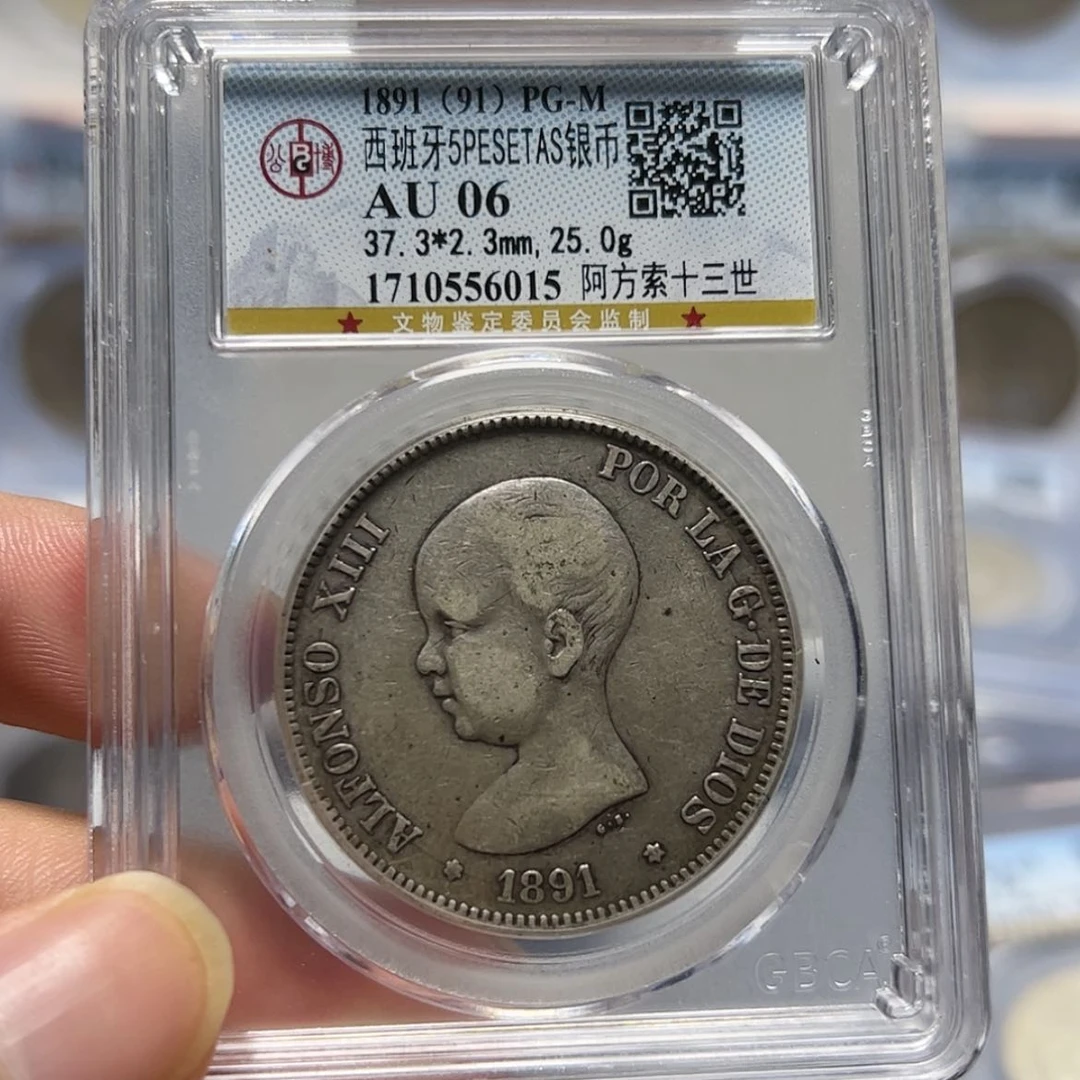 1891（91）PG-M
西班牙5PESETAS银币
公 博
AU 06
37.3*2.3mm,25.0g
1710556015 阿方索十三世
★ 文物鉴定委员会监制 ★
ALFONSO XIII POR LA G. DE DIOS
G.S.
* 1891 *
GBCA